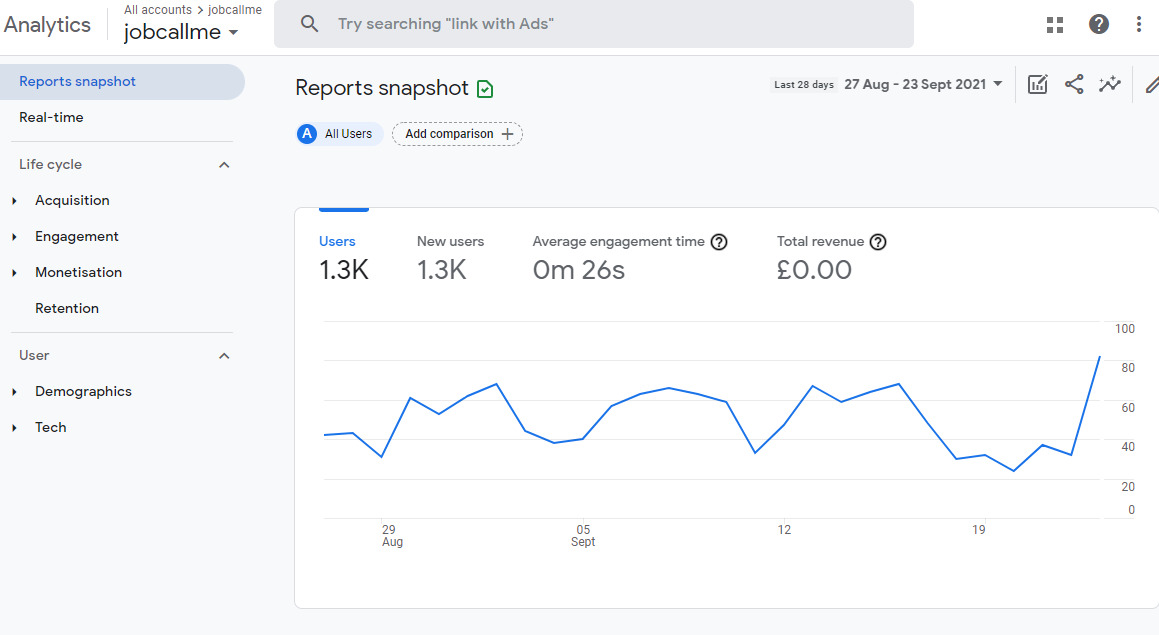 Analytics
All accounts > jobcallme
jobcallme
Try searching "link with Ads"
Reports snapshot
Real-time
Life cycle
Acquisition
Engagement
Monetisation
Retention
User
Demographics
Tech
Reports snapshot
Last 28 days 27 Aug - 23 Sept 2021
A All Users
Add comparison +
Users
1.3K
New users
1.3K
Average engagement time ?
0m 26s
Total revenue ?
£0.00
100
80
60
40
20
0
29
Aug
05
Sept
12
19